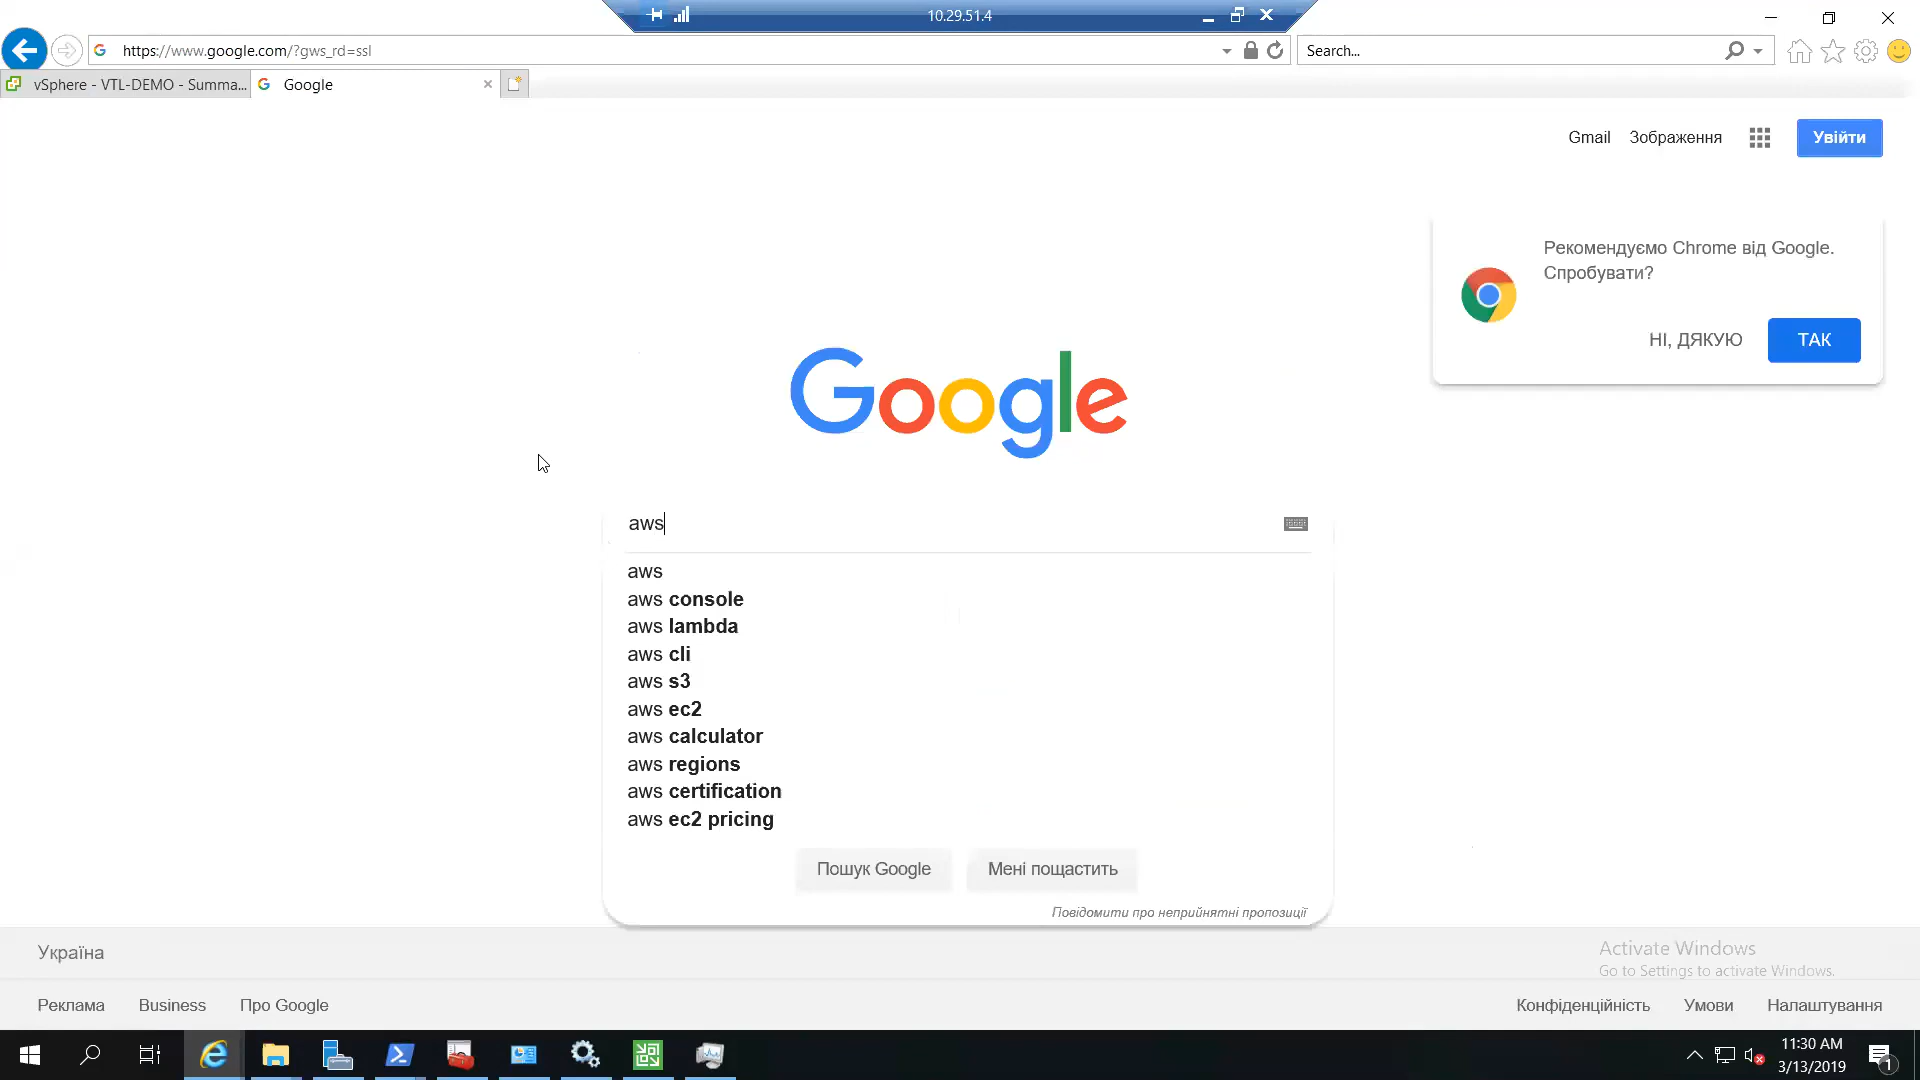 10.29.51.4
https://www.google.com/?gws_rd=ssl
Search...
vSphere - VTL-DEMO - Summa...
Google
Gmail
Зображення
Увійти
Рекомендуємо Chrome від Google.
Спробувати?
НІ, ДЯКУЮ
ТАК
Google
aws
aws
aws console
aws lambda
aws cli
aws s3
aws ec2
aws calculator
aws regions
aws certification
aws ec2 pricing
Пошук Google
Мені пощастить
Повідомити про неприйнятні пропозиції
Україна
Activate Windows
Go to Settings to activate Windows.
Реклама
Business
Про Google
Конфіденційність
Умови
Налаштування
11:30 AM
3/13/2019
1